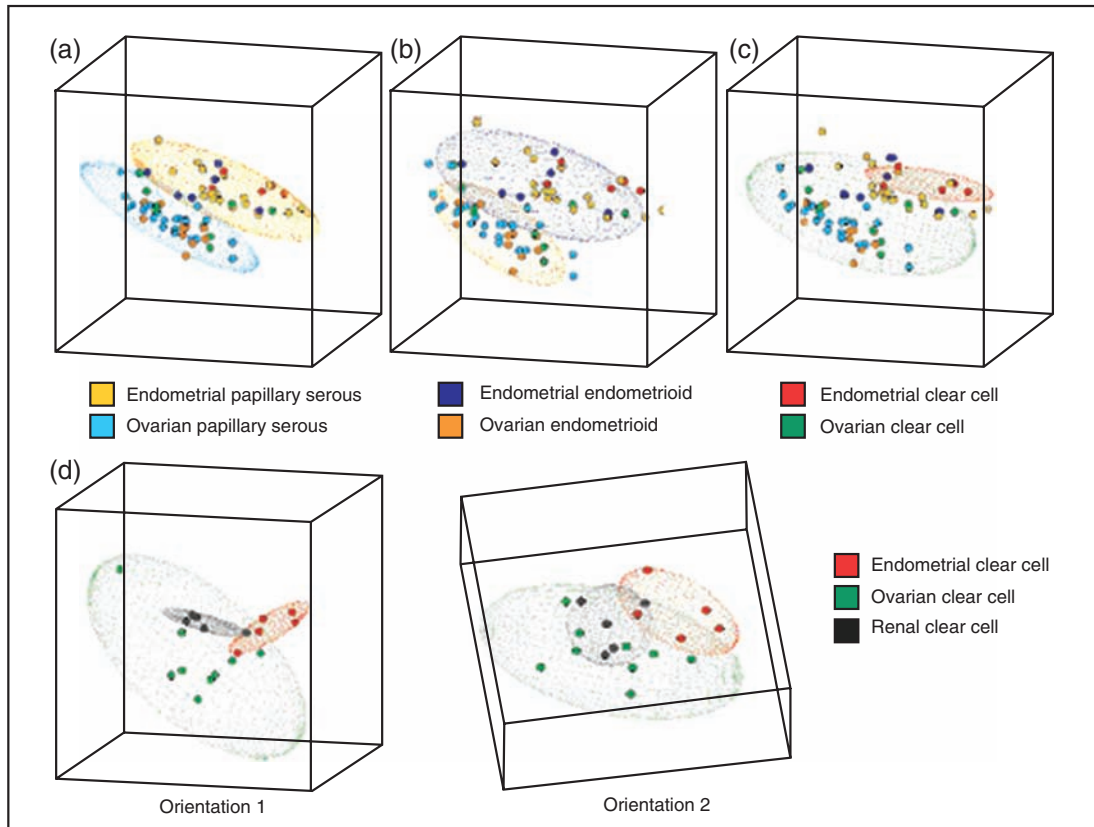 (a)
(b)
(c)
Endometrial papillary serous
Ovarian papillary serous
Endometrial endometrioid
Ovarian endometrioid
Endometrial clear cell
Ovarian clear cell
(d)
Endometrial clear cell
Ovarian clear cell
Renal clear cell
Orientation 1
Orientation 2